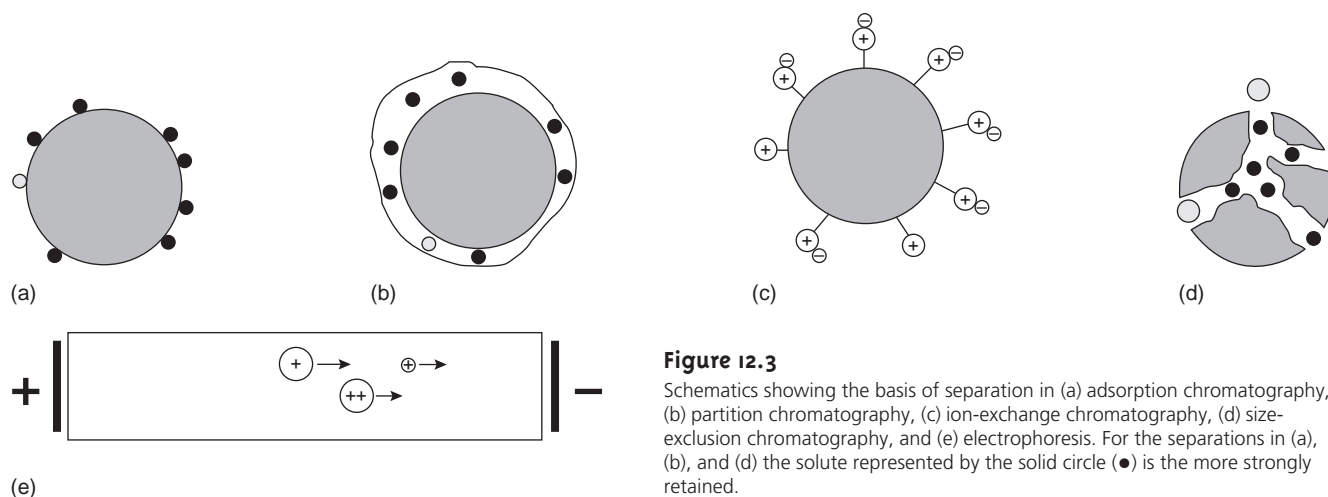 (a)
(b)
(c)
(d)
+ −
(e)
Figure 12.3
Schematics showing the basis of separation in (a) adsorption chromatography,
(b) partition chromatography, (c) ion-exchange chromatography, (d) size-
exclusion chromatography, and (e) electrophoresis. For the separations in (a),
(b), and (d) the solute represented by the solid circle (●) is the more strongly
retained.